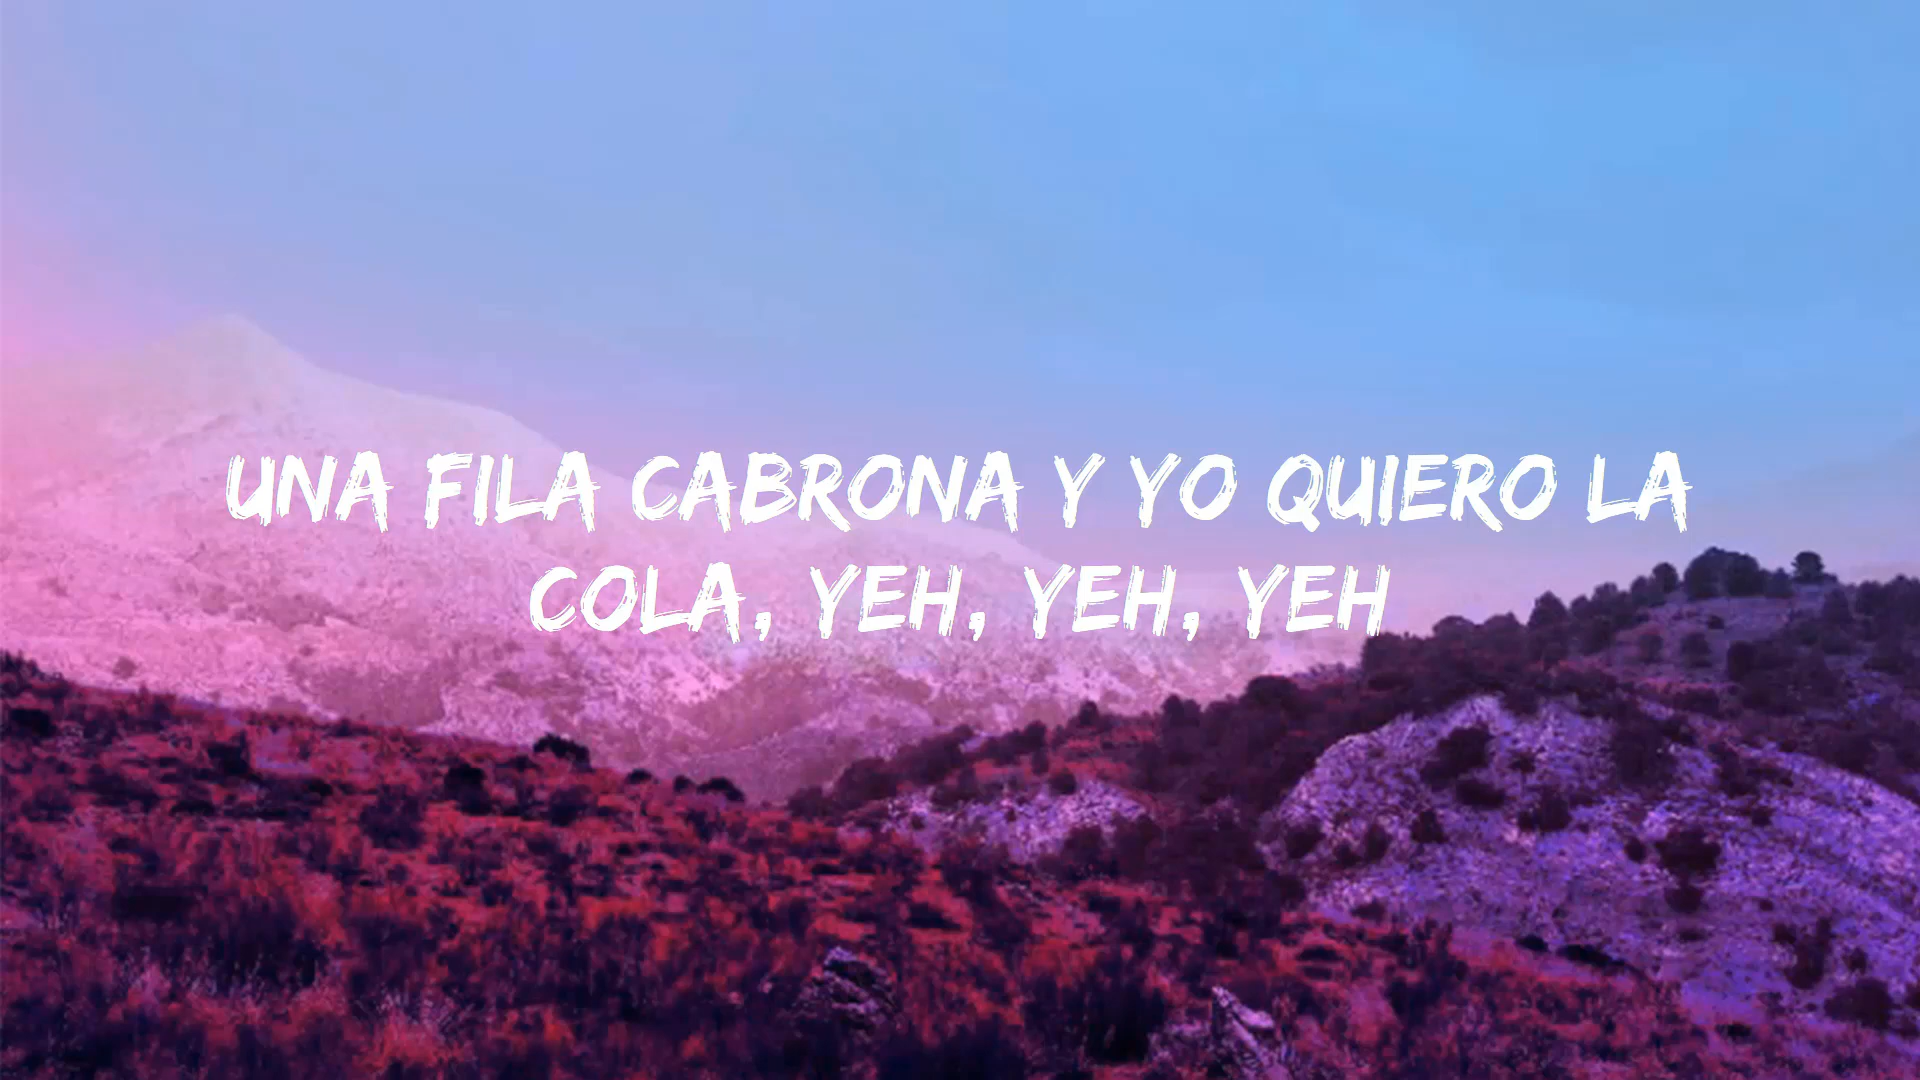 UNA FILA CABRONA Y YO QUIERO LA
COLA, YEH, YEH, YEH